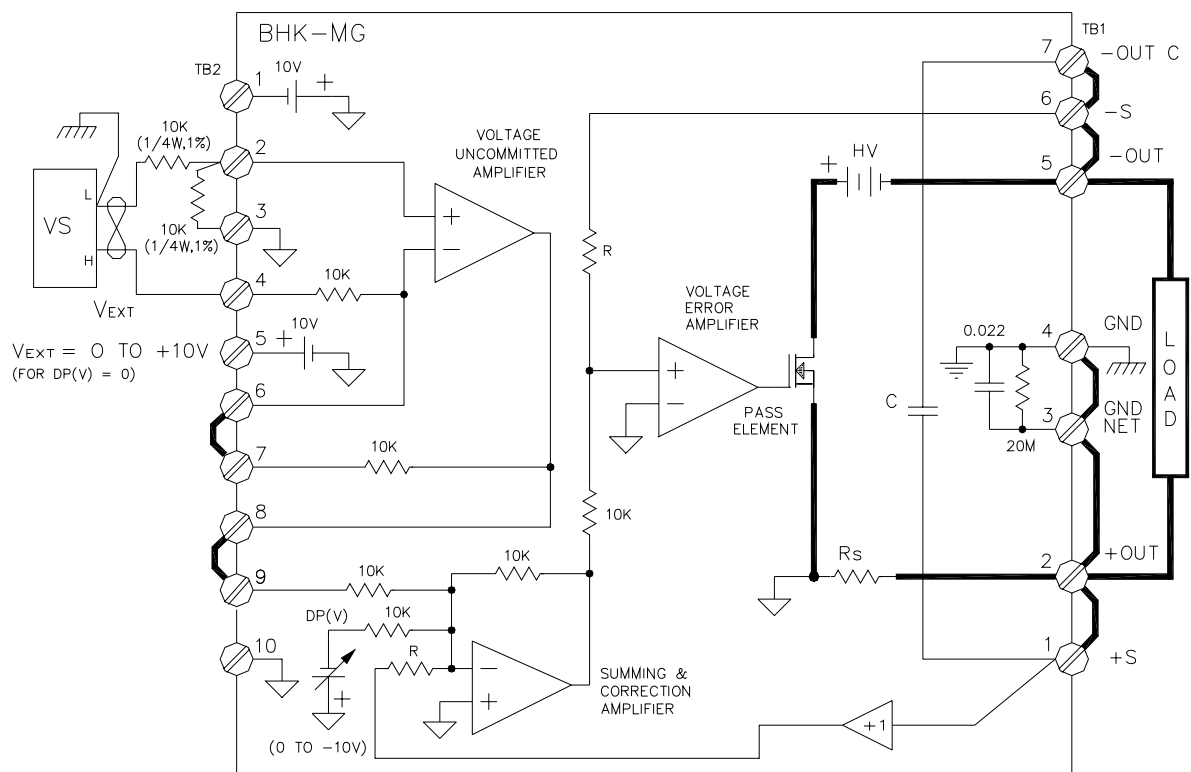 BHK-MG
TB1
TB2
7
-OUT C
1
10V
+
6
-S
10K
(1/4W,1%)
2
VOLTAGE
UNCOMMITTED
AMPLIFIER
HV
+
5
-OUT
L
VS
H
3
10K
(1/4W,1%)
+
−
R
4
10K
VEXT
VOLTAGE
ERROR
AMPLIFIER
VEXT = 0 TO +10V
(FOR DP(V) = 0)
5
+
10V
0.022
4
GND
LOAD
+
−
6
PASS
ELEMENT
C
GND
NET
3
20M
7
10K
8
10K
10K
Rs
2
+OUT
9
10K
DP(V)
10K
R
10
−
+
SUMMING &
CORRECTION
AMPLIFIER
1
+S
+
(0 TO -10V)
+1